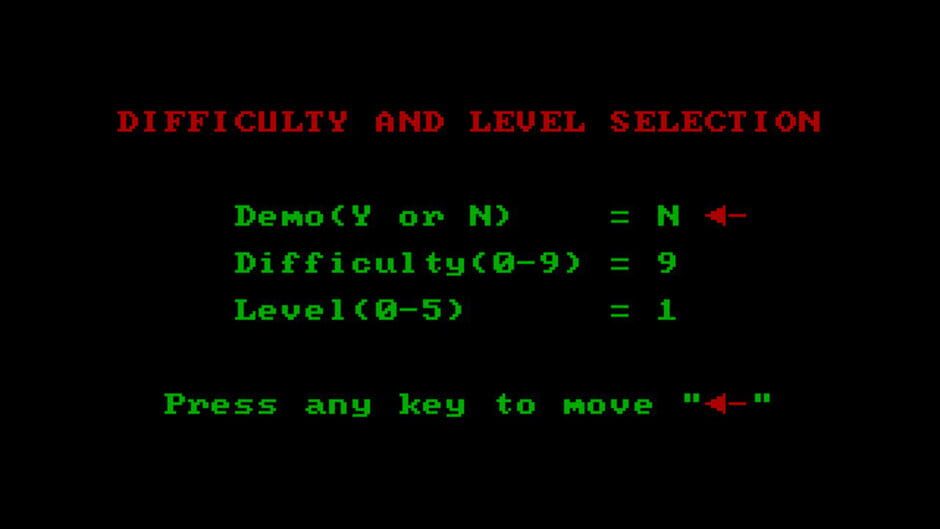 DIFFICULTY AND LEVEL SELECTION
Demo(Y or N) = N ◄-
Difficulty(0-9) = 9
Level(0-5) = 1
Press any key to move "◄-"